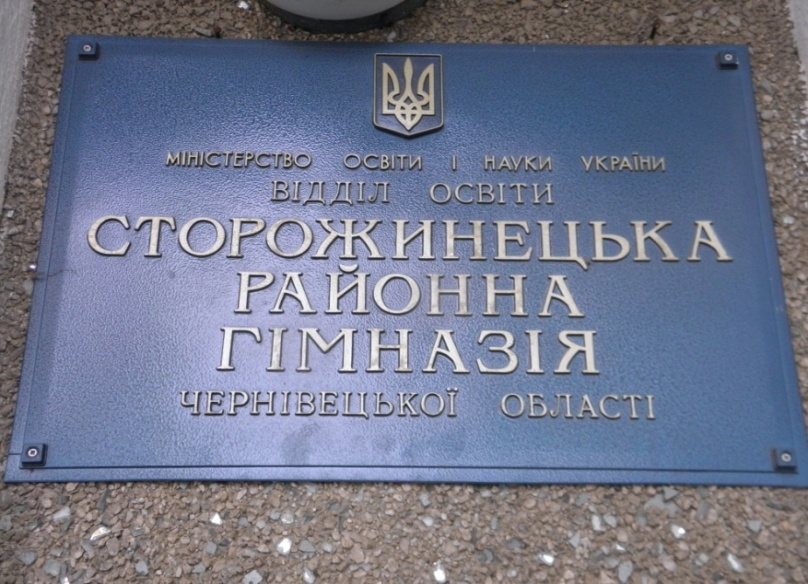 МІНІСТЕРСТВО ОСВІТИ І НАУКИ УКРАЇНИ
ВІДДІЛ ОСВІТИ
СТОРОЖИНЕЦЬКА
РАЙОННА
ГІМНАЗІЯ
ЧЕРНІВЕЦЬКОЇ ОБЛАСТІ